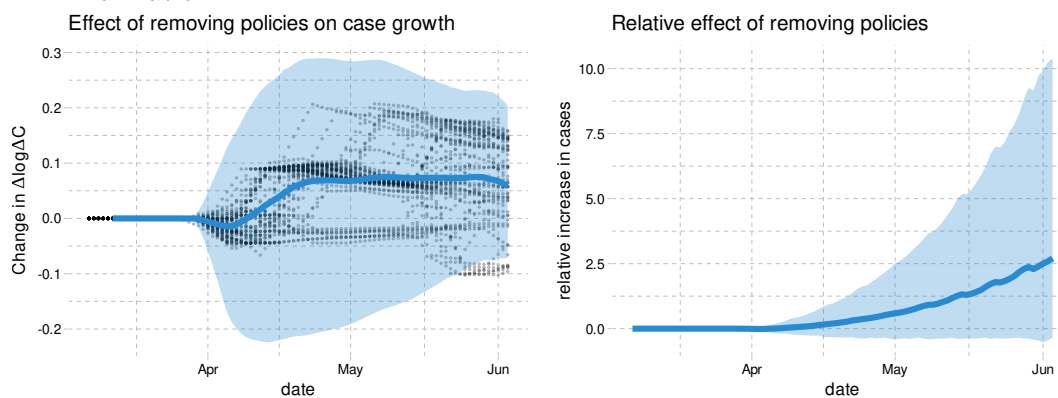 Effect of removing policies on case growth
Change in ΔlogΔC
0.3
0.2
0.1
0.0
-0.1
-0.2
Apr
May
Jun
date
Relative effect of removing policies
relative increase in cases
10.0
7.5
5.0
2.5
0.0
Apr
May
Jun
date